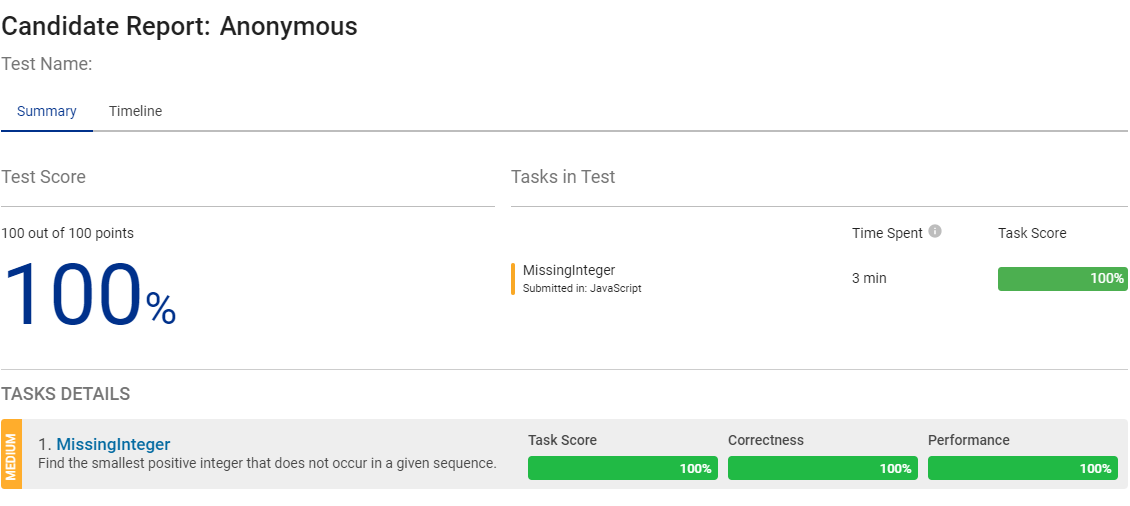 Candidate Report: Anonymous
Test Name:
Summary Timeline
Test Score
Tasks in Test
100 out of 100 points
Time Spent
Task Score
100%
MissingInteger
Submitted in: JavaScript
3 min
100%
TASKS DETAILS
MEDIUM
1. MissingInteger
Find the smallest positive integer that does not occur in a given sequence.
Task Score
100%
Correctness
100%
Performance
100%